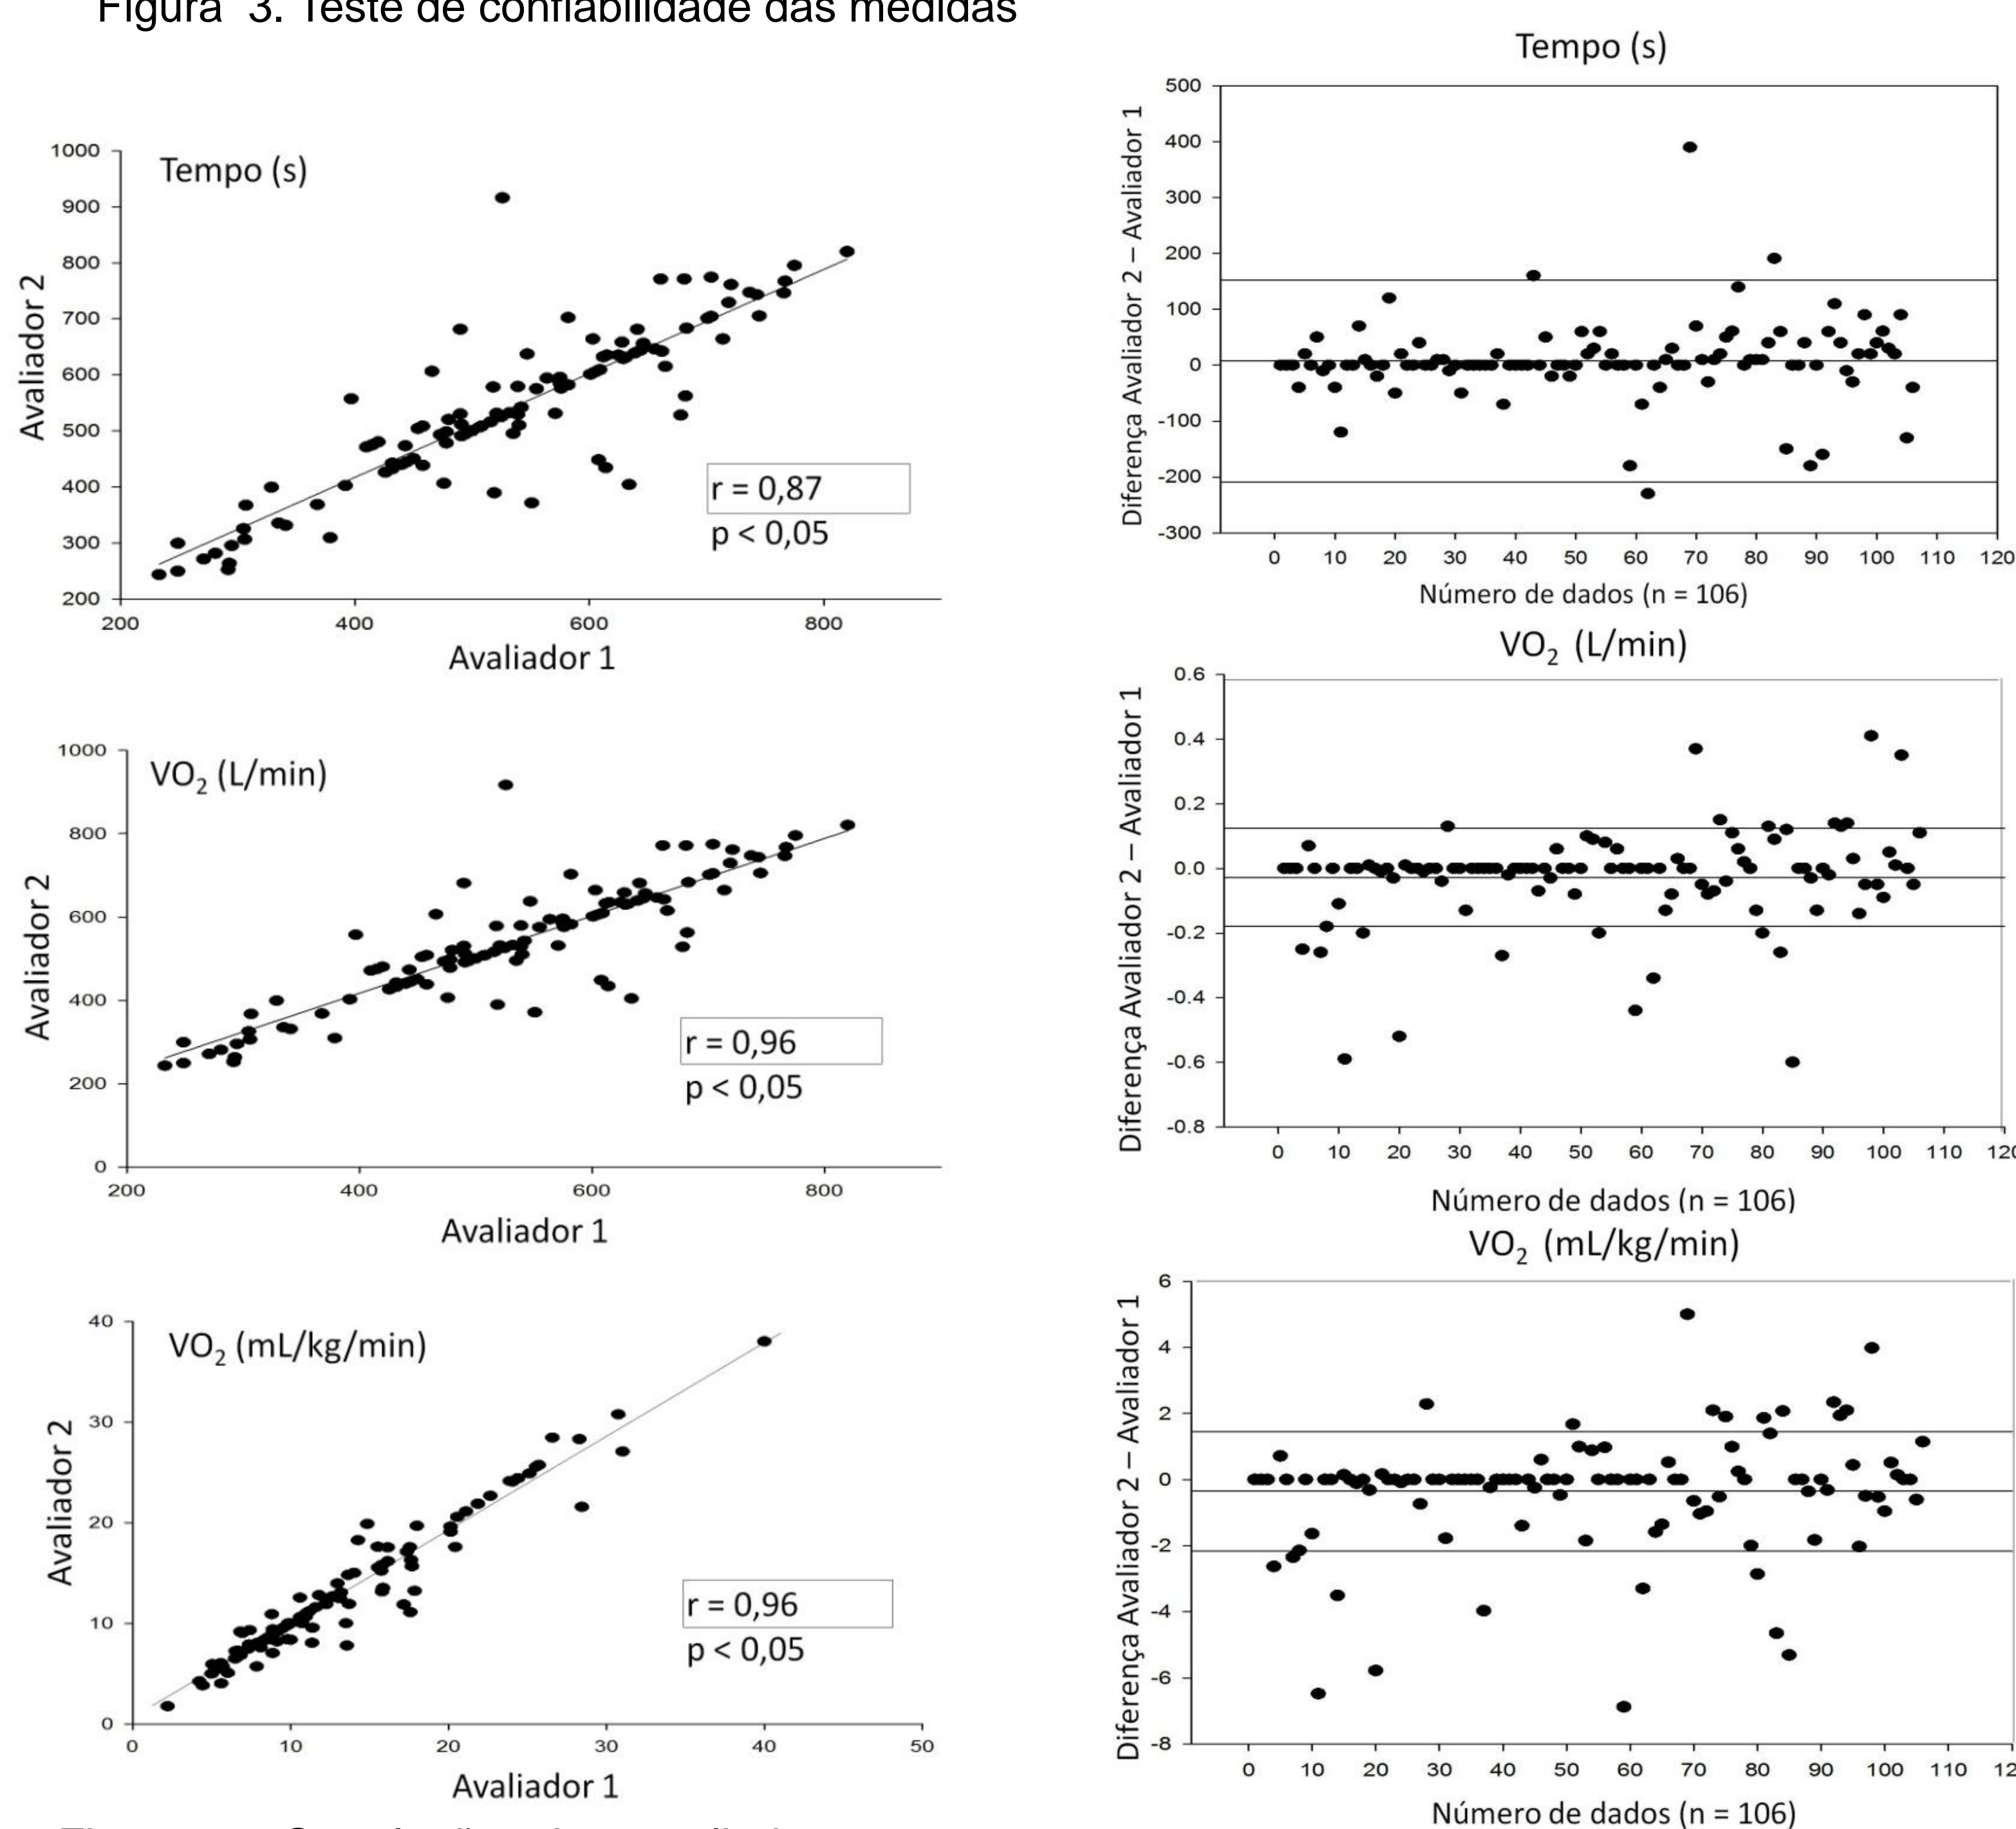 Figura 3. Teste de confiabilidade das medidas
Tempo (s)
1000
900
800
700
600
500
400
300
200
200 400 600 800
Avaliador 2
Avaliador 1
r = 0,87
p < 0,05
VO2 (L/min)
1000
800
600
400
200
0
200 400 600 800
Avaliador 2
Avaliador 1
r = 0,96
p < 0,05
VO2 (mL/kg/min)
40
30
20
10
0
0 10 20 30 40 50
Avaliador 2
Avaliador 1
r = 0,96
p < 0,05
Tempo (s)
500
400
300
200
100
0
-100
-200
-300
0 10 20 30 40 50 60 70 80 90 100 110 120
Diferença Avaliador 2 – Avaliador 1
Número de dados (n = 106)
VO2 (L/min)
0.6
0.4
0.2
0.0
-0.2
-0.4
-0.6
-0.8
0 10 20 30 40 50 60 70 80 90 100 110 120
Diferença Avaliador 2 – Avaliador 1
Número de dados (n = 106)
VO2 (mL/kg/min)
6
4
2
0
-2
-4
-6
-8
0 10 20 30 40 50 60 70 80 90 100 110 12
Diferença Avaliador 2 – Avaliador 1
Número de dados (n = 106)